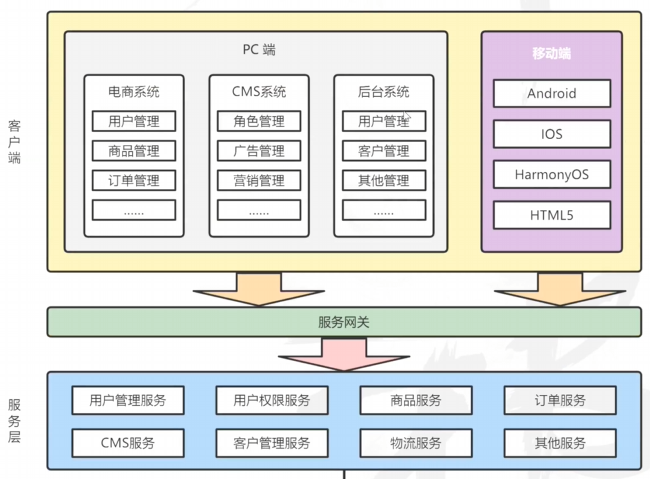 客户端
PC 端
电商系统
用户管理
商品管理
订单管理
......
CMS系统
角色管理
广告管理
营销管理
......
后台系统
用户管理
客户管理
其他管理
......
移动端
Android
IOS
HarmonyOS
HTML5
服务网关
服务层
用户管理服务
用户权限服务
商品服务
订单服务
CMS服务
客户管理服务
物流服务
其他服务